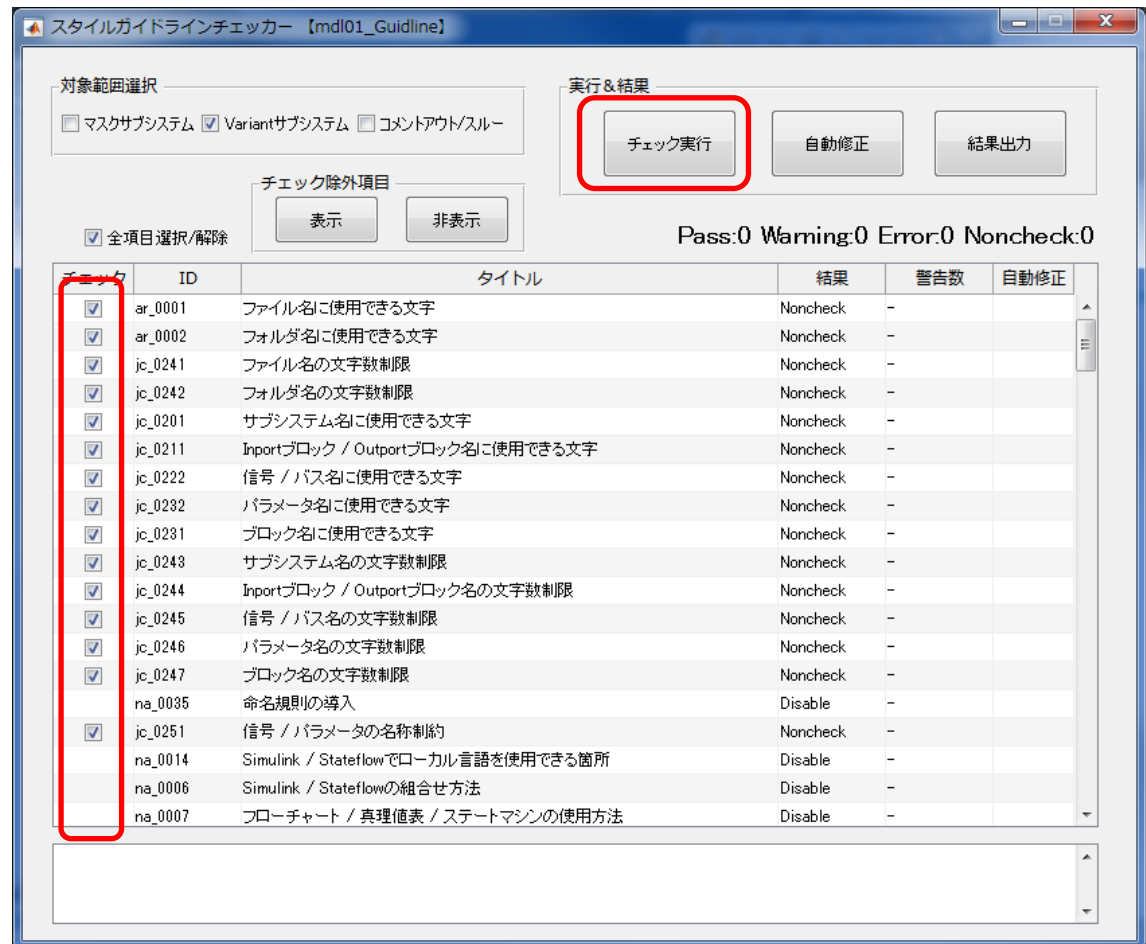 スタイルガイドラインチェッカー 【mdl01_Guidline】
対象範囲選択
マスクサブシステム Variantサブシステム コメントアウト/スルー
実行&結果
チェック実行 自動修正 結果出力
チェック除外項目
表示 非表示
全項目選択/解除
Pass:0 Warning:0 Error:0 Noncheck:0
チェック ID タイトル 結果 警告数 自動修正
ar_0001 ファイル名に使用できる文字 Noncheck -
ar_0002 フォルダ名に使用できる文字 Noncheck -
jc_0241 ファイル名の文字数制限 Noncheck -
jc_0242 フォルダ名の文字数制限 Noncheck -
jc_0201 サブシステム名に使用できる文字 Noncheck -
jc_0211 Inportブロック / Outportブロック名に使用できる文字 Noncheck -
jc_0222 信号 / バス名に使用できる文字 Noncheck -
jc_0232 パラメータ名に使用できる文字 Noncheck -
jc_0231 ブロック名に使用できる文字 Noncheck -
jc_0243 サブシステム名の文字数制限 Noncheck -
jc_0244 Inportブロック / Outportブロック名の文字数制限 Noncheck -
jc_0245 信号 / バス名の文字数制限 Noncheck -
jc_0246 パラメータ名の文字数制限 Noncheck -
jc_0247 ブロック名の文字数制限 Noncheck -
na_0035 命名規則の導入 Disable -
jc_0251 信号 / パラメータの名称制約 Noncheck -
na_0014 Simulink / Stateflowでローカル言語を使用できる箇所 Disable -
na_0006 Simulink / Stateflowの組合せ方法 Disable -
na_0007 フローチャート / 真理値表 / ステートマシンの使用方法 Disable -